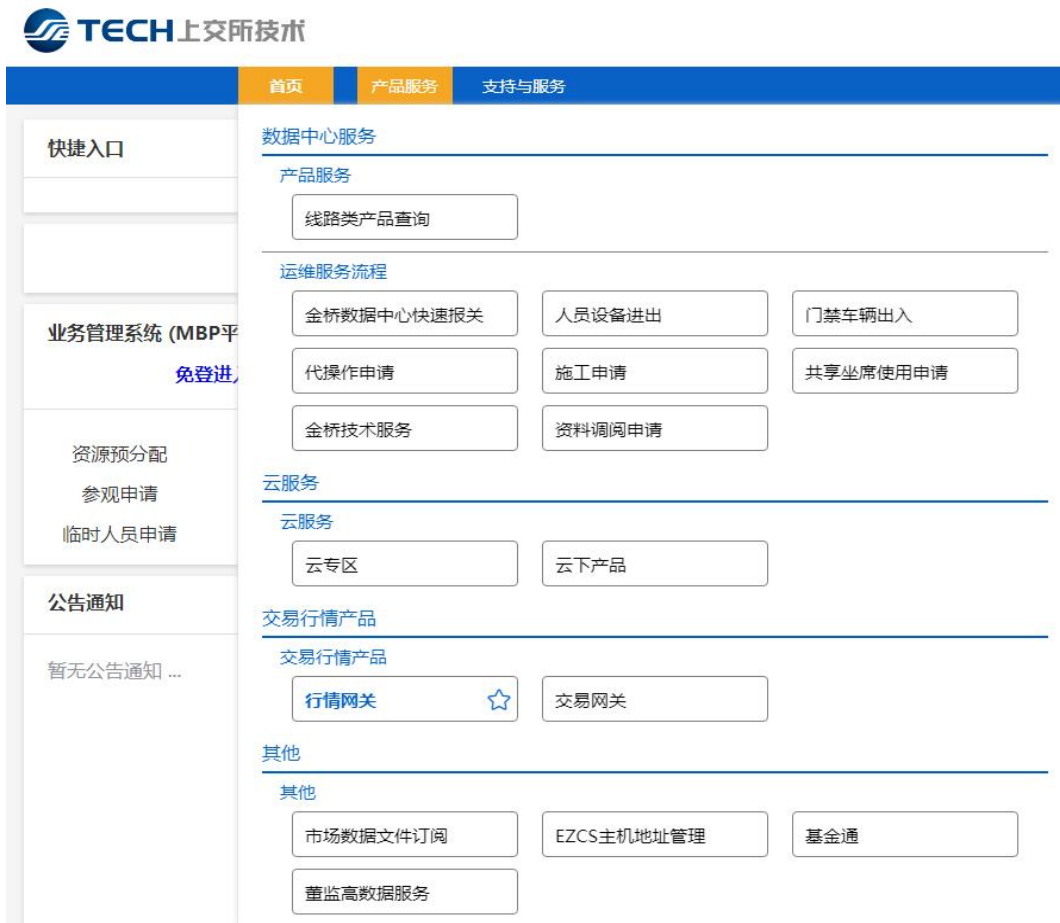 TECH上交所技术
首页 产品服务 支持与服务
快捷入口
业务管理系统 (MBP平
免登进
资源预分配
参观申请
临时人员申请
公告通知
暂无公告通知 ...
数据中心服务
产品服务
线路类产品查询
运维服务流程
金桥数据中心快速报关 人员设备进出 门禁车辆出入
代操作申请 施工申请 共享坐席使用申请
金桥技术服务 资料调阅申请
云服务
云服务
云专区 云下产品
交易行情产品
交易行情产品
行情网关 交易网关
其他
其他
市场数据文件订阅 EZCS主机地址管理 基金通
董监高数据服务